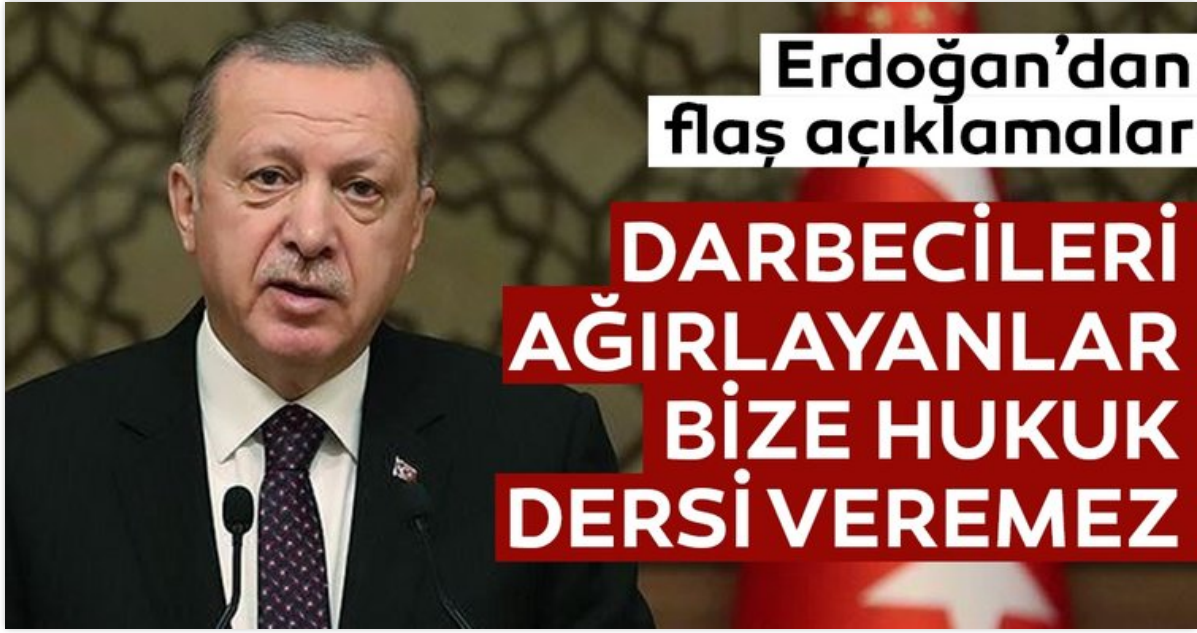 Erdoğan’dan
flaş açıklamalar
DARBECİLERİ
AĞIRLAYANLAR
BİZE HUKUK
DERSİ VEREMEZ